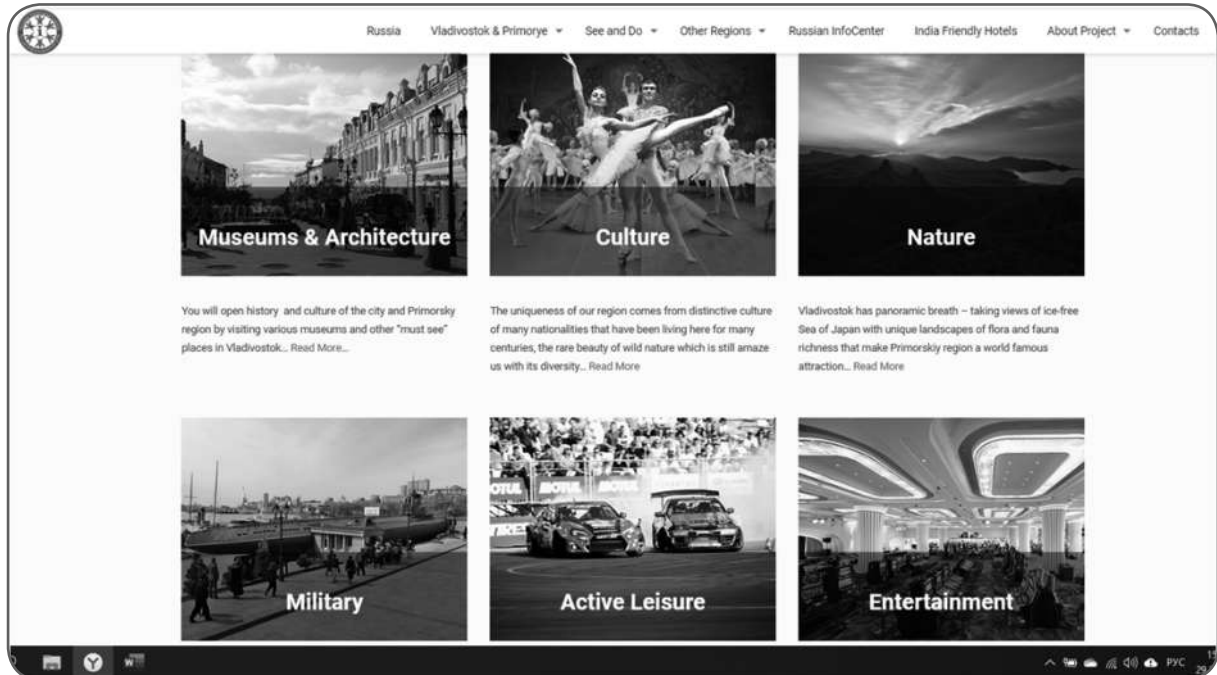 Russia Vladivostok & Primorye See and Do Other Regions Russian InfoCenter India Friendly Hotels About Project Contacts
Museums & Architecture
Culture
Nature
You will open history and culture of the city and Primorsky
region by visiting various museums and other "must see"
places in Vladivostok... Read More...
The uniqueness of our region comes from distinctive culture
of many nationalities that have been living here for many
centuries, the rare beauty of wild nature which is still amaze
us with its diversity... Read More
Vladivostok has panoramic breath – taking views of ice-free
Sea of Japan with unique landscapes of flora and fauna
richness that make Primorskiy region a world famous
attraction... Read More
MOTUL MOTUL
Military
Active Leisure
Entertainment
РУС